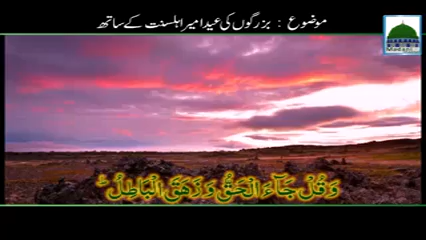 موضوع : بزرگوں کی عید امیر اہلسنت کے ساتھ
وَقُلْ جَآءَ الْحَقُّ وَزَهَقَ الْبَاطِلُ ؕ